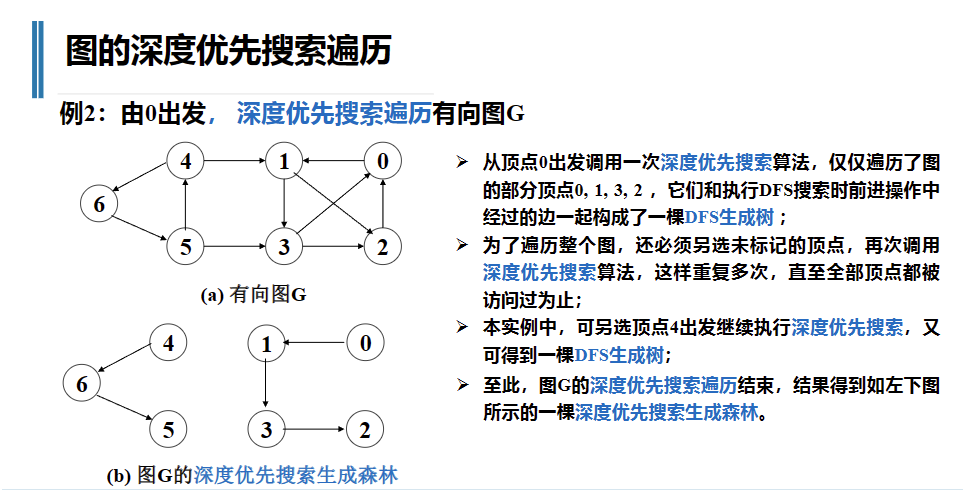 图的深度优先搜索遍历
例2：由0出发， 深度优先搜索遍历有向图G
4 1 0
6
5 3 2
(a) 有向图G
4 1 0
6
5 3 2
(b) 图G的深度优先搜索生成森林
➢ 从顶点0出发调用一次深度优先搜索算法，仅仅遍历了图
的部分顶点0, 1, 3, 2 ，它们和执行DFS搜索时前进操作中
经过的边一起构成了一棵DFS生成树 ；
➢ 为了遍历整个图，还必须另选未标记的顶点，再次调用
深度优先搜索算法，这样重复多次，直至全部顶点都被
访问过为止；
➢ 本实例中，可另选顶点4出发继续执行深度优先搜索，又
可得到一棵DFS生成树；
➢ 至此，图G的深度优先搜索遍历结束，结果得到如左下图
所示的一棵深度优先搜索生成森林。